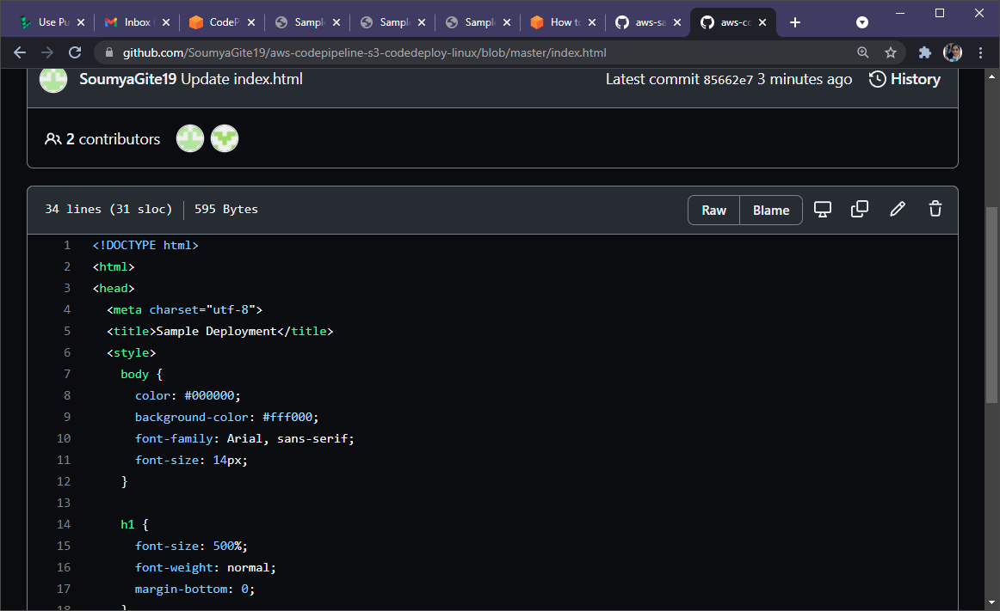 Use Pu
Inbox
CodeP
Sampl
Sampl
Sampl
How to
aws-sa
aws-co
github.com/SoumyaGite19/aws-codepipeline-s3-codedeploy-linux/blob/master/index.html
SoumyaGite19 Update index.html
Latest commit 85662e7 3 minutes ago
History
2 contributors
34 lines (31 sloc)
595 Bytes
Raw
Blame
1 <!DOCTYPE html>
2 <html>
3 <head>
4 <meta charset="utf-8">
5 <title>Sample Deployment</title>
6 <style>
7 body {
8 color: #000000;
9 background-color: #fff000;
10 font-family: Arial, sans-serif;
11 font-size: 14px;
12 }
13
14 h1 {
15 font-size: 500%;
16 font-weight: normal;
17 margin-bottom: 0;
18 }